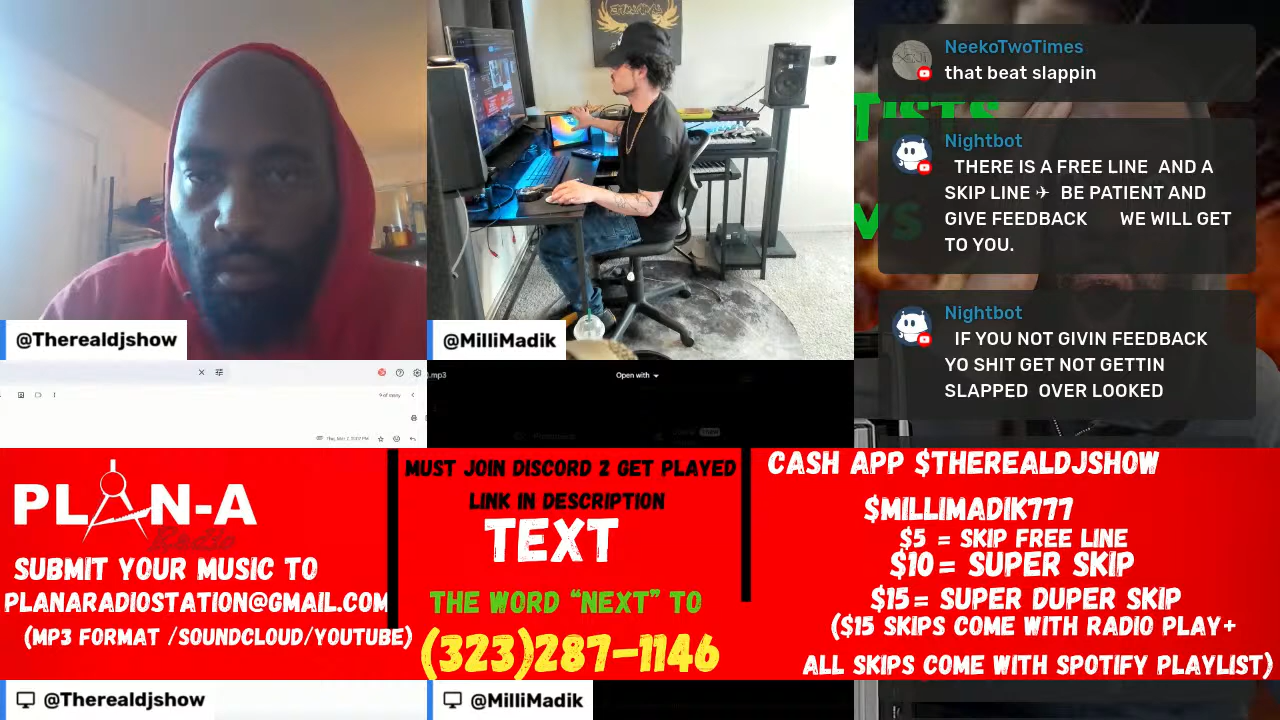 @Therealdjshow
@MilliMadik
NeekoTwoTimes
that beat slappin
Nightbot
THERE IS A FREE LINE AND A
SKIP LINE ✈ BE PATIENT AND
GIVE FEEDBACK WE WILL GET
TO YOU.
Nightbot
IF YOU NOT GIVIN FEEDBACK
YO SHIT GET NOT GETTIN
SLAPPED OVER LOOKED
.mp3
Open with
PLAN-A
Radio
SUBMIT YOUR MUSIC TO
PLANARADIOSTATION@GMAIL.COM
(MP3 FORMAT /SOUNDCLOUD/YOUTUBE)
MUST JOIN DISCORD 2 GET PLAYED
LINK IN DESCRIPTION
TEXT
THE WORD “NEXT” TO
(323)287-1146
CASH APP $THEREALDJSHOW
$MILLIMADIK777
$5 = SKIP FREE LINE
$10 = SUPER SKIP
$15 = SUPER DUPER SKIP
($15 SKIPS COME WITH RADIO PLAY+
ALL SKIPS COME WITH SPOTIFY PLAYLIST)
@Therealdjshow
@MilliMadik